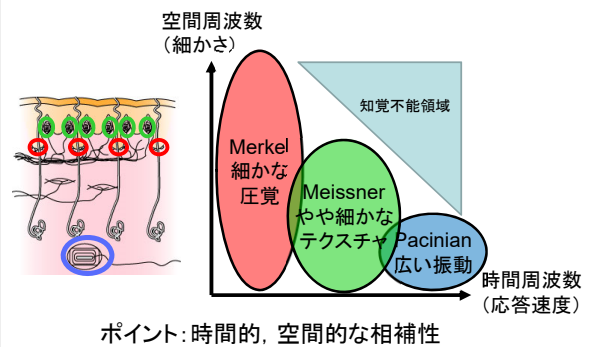 空間周波数
(細かさ)
知覚不能領域
Merkel
細かな
圧覚
Meissner
やや細かな
テクスチャ
Pacinian
広い振動
時間周波数
(応答速度)
ポイント：時間的，空間的な相補性